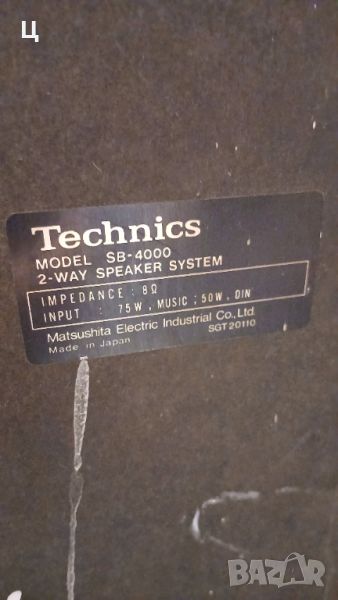 Ц
Technics
MODEL SB-4000
2-WAY SPEAKER SYSTEM
IMPEDANCE : 8Ω
INPUT : 75W, MUSIC ; 50W, DIN
Matsushita Electric Industrial Co., Ltd.
Made in Japan SGT20110
BAZAR